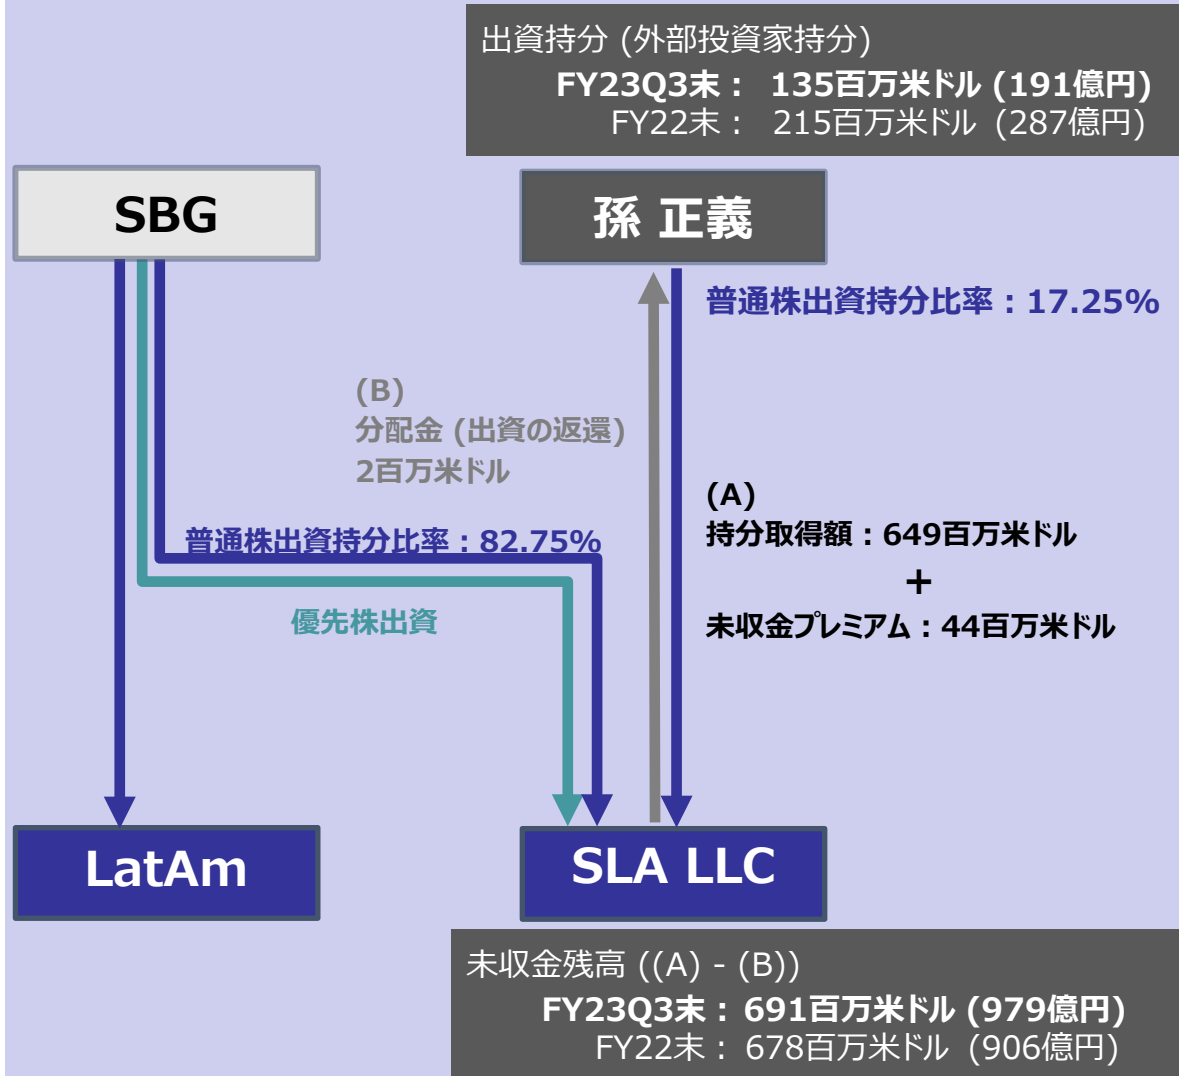 出資持分 (外部投資家持分)
FY23Q3末： 135百万米ドル (191億円)
FY22末： 215百万米ドル (287億円)
SBG
孫 正義
普通株出資持分比率：17.25%
(B)
分配金 (出資の返還)
2百万米ドル
(A)
持分取得額：649百万米ドル
+
未収金プレミアム：44百万米ドル
普通株出資持分比率：82.75%
優先株出資
LatAm
SLA LLC
未収金残高 ((A) - (B))
FY23Q3末：691百万米ドル (979億円)
FY22末：678百万米ドル (906億円)